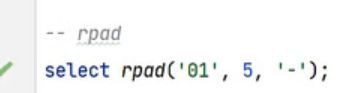 -- rpad
select rpad('01', 5, '-');